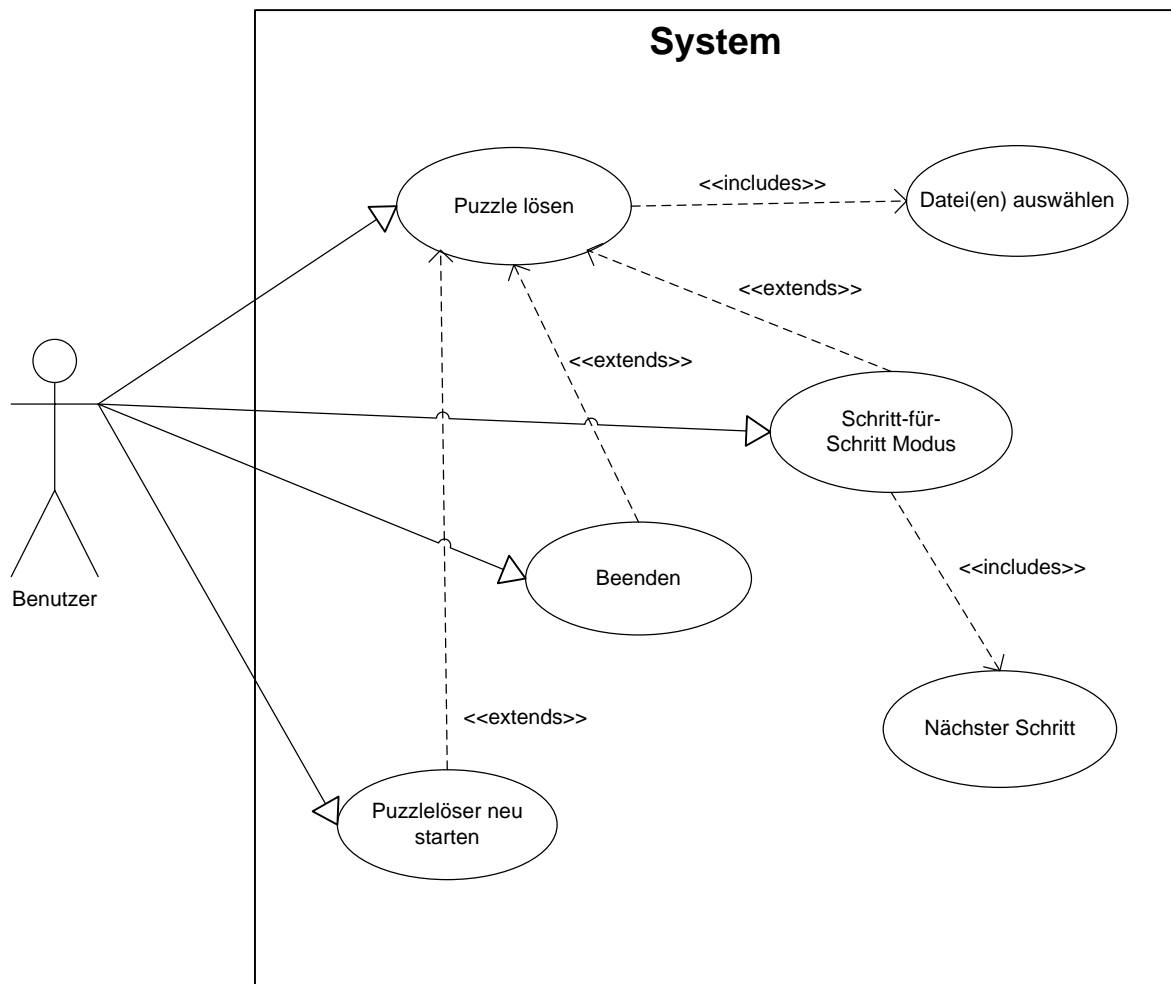 System
Puzzle lösen
<<includes>>
Datei(en) auswählen
<<extends>>
<<extends>>
Schritt-für-
Schritt Modus
Beenden
<<includes>>
Benutzer
<<extends>>
Nächster Schritt
Puzzlelöser neu
starten